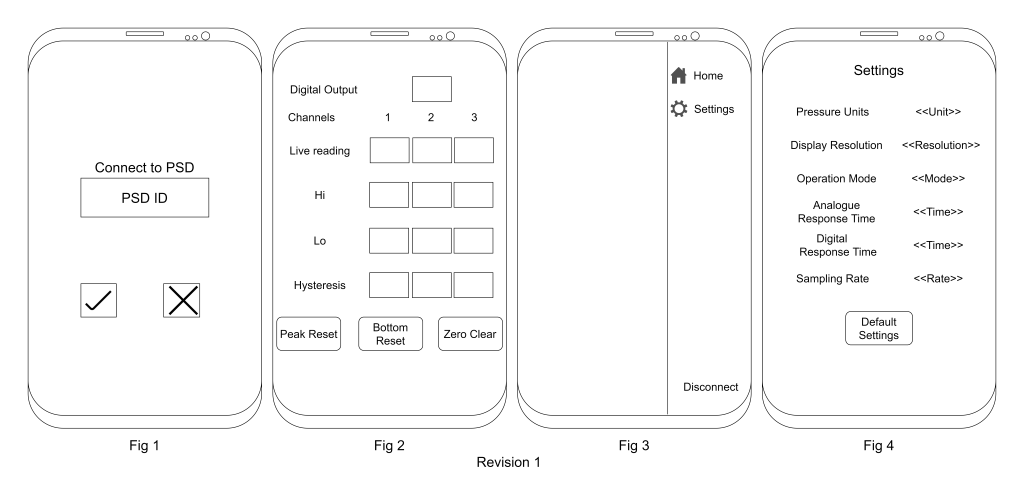 Connect to PSD
PSD ID
Fig 1
Digital Output
Channels 1 2 3
Live reading
Hi
Lo
Hysteresis
Peak Reset
Bottom
Reset
Zero Clear
Fig 2
Home
Settings
Disconnect
Fig 3
Settings
Pressure Units <<Unit>>
Display Resolution <<Resolution>>
Operation Mode <<Mode>>
Analogue
Response Time <<Time>>
Digital
Response Time <<Time>>
Sampling Rate <<Rate>>
Default
Settings
Fig 4
Revision 1